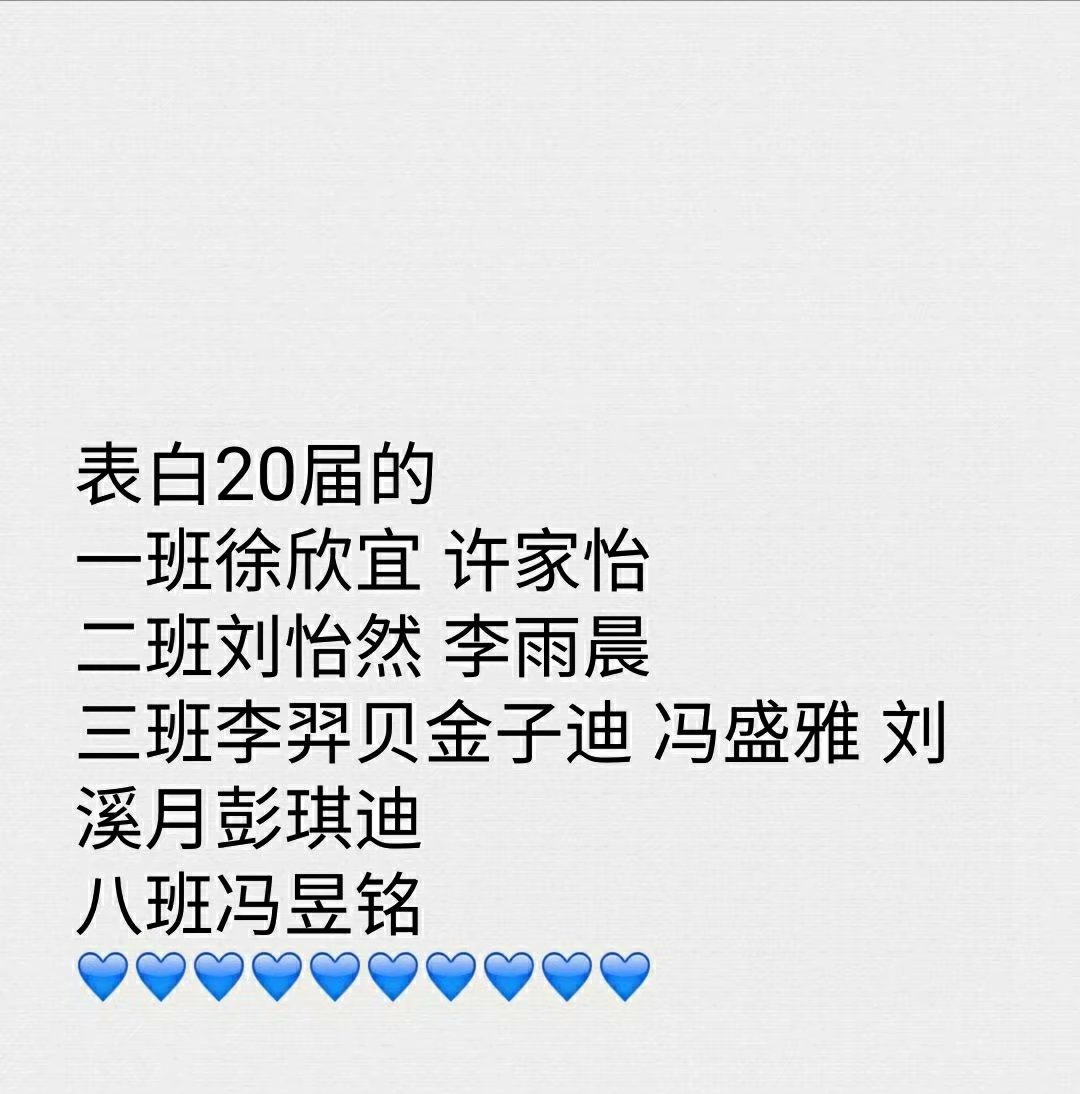 表白20届的
一班徐欣宜 许家怡
二班刘怡然 李雨晨
三班李羿贝金子迪 冯盛雅 刘
溪月彭琪迪
八班冯昱铭
💙💙💙💙💙💙💙💙💙💙